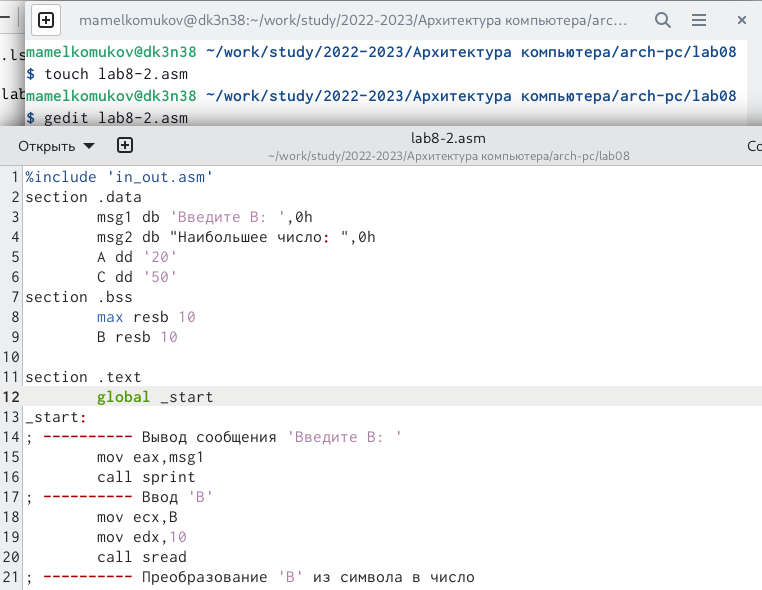 mamelkomukov@dk3n38:~/work/study/2022-2023/Архитектура компьютера/arc…
.ls
mamelkomukov@dk3n38 ~/work/study/2022-2023/Архитектура компьютера/arch-pc/lab08
$ touch lab8-2.asm
lab
mamelkomukov@dk3n38 ~/work/study/2022-2023/Архитектура компьютера/arch-pc/lab08
$ gedit lab8-2.asm
Открыть
lab8-2.asm
~/work/study/2022-2023/Архитектура компьютера/arch-pc/lab08
Со
1 %include 'in_out.asm'
2 section .data
3 msg1 db 'Введите B: ',0h
4 msg2 db "Наибольшее число: ",0h
5 A dd '20'
6 C dd '50'
7 section .bss
8 max resb 10
9 B resb 10
10
11 section .text
12 global _start
13 _start:
14 ; ---------- Вывод сообщения 'Введите B: '
15 mov eax,msg1
16 call sprint
17 ; ---------- Ввод 'B'
18 mov ecx,B
19 mov edx,10
20 call sread
21 ; ---------- Преобразование 'B' из символа в число